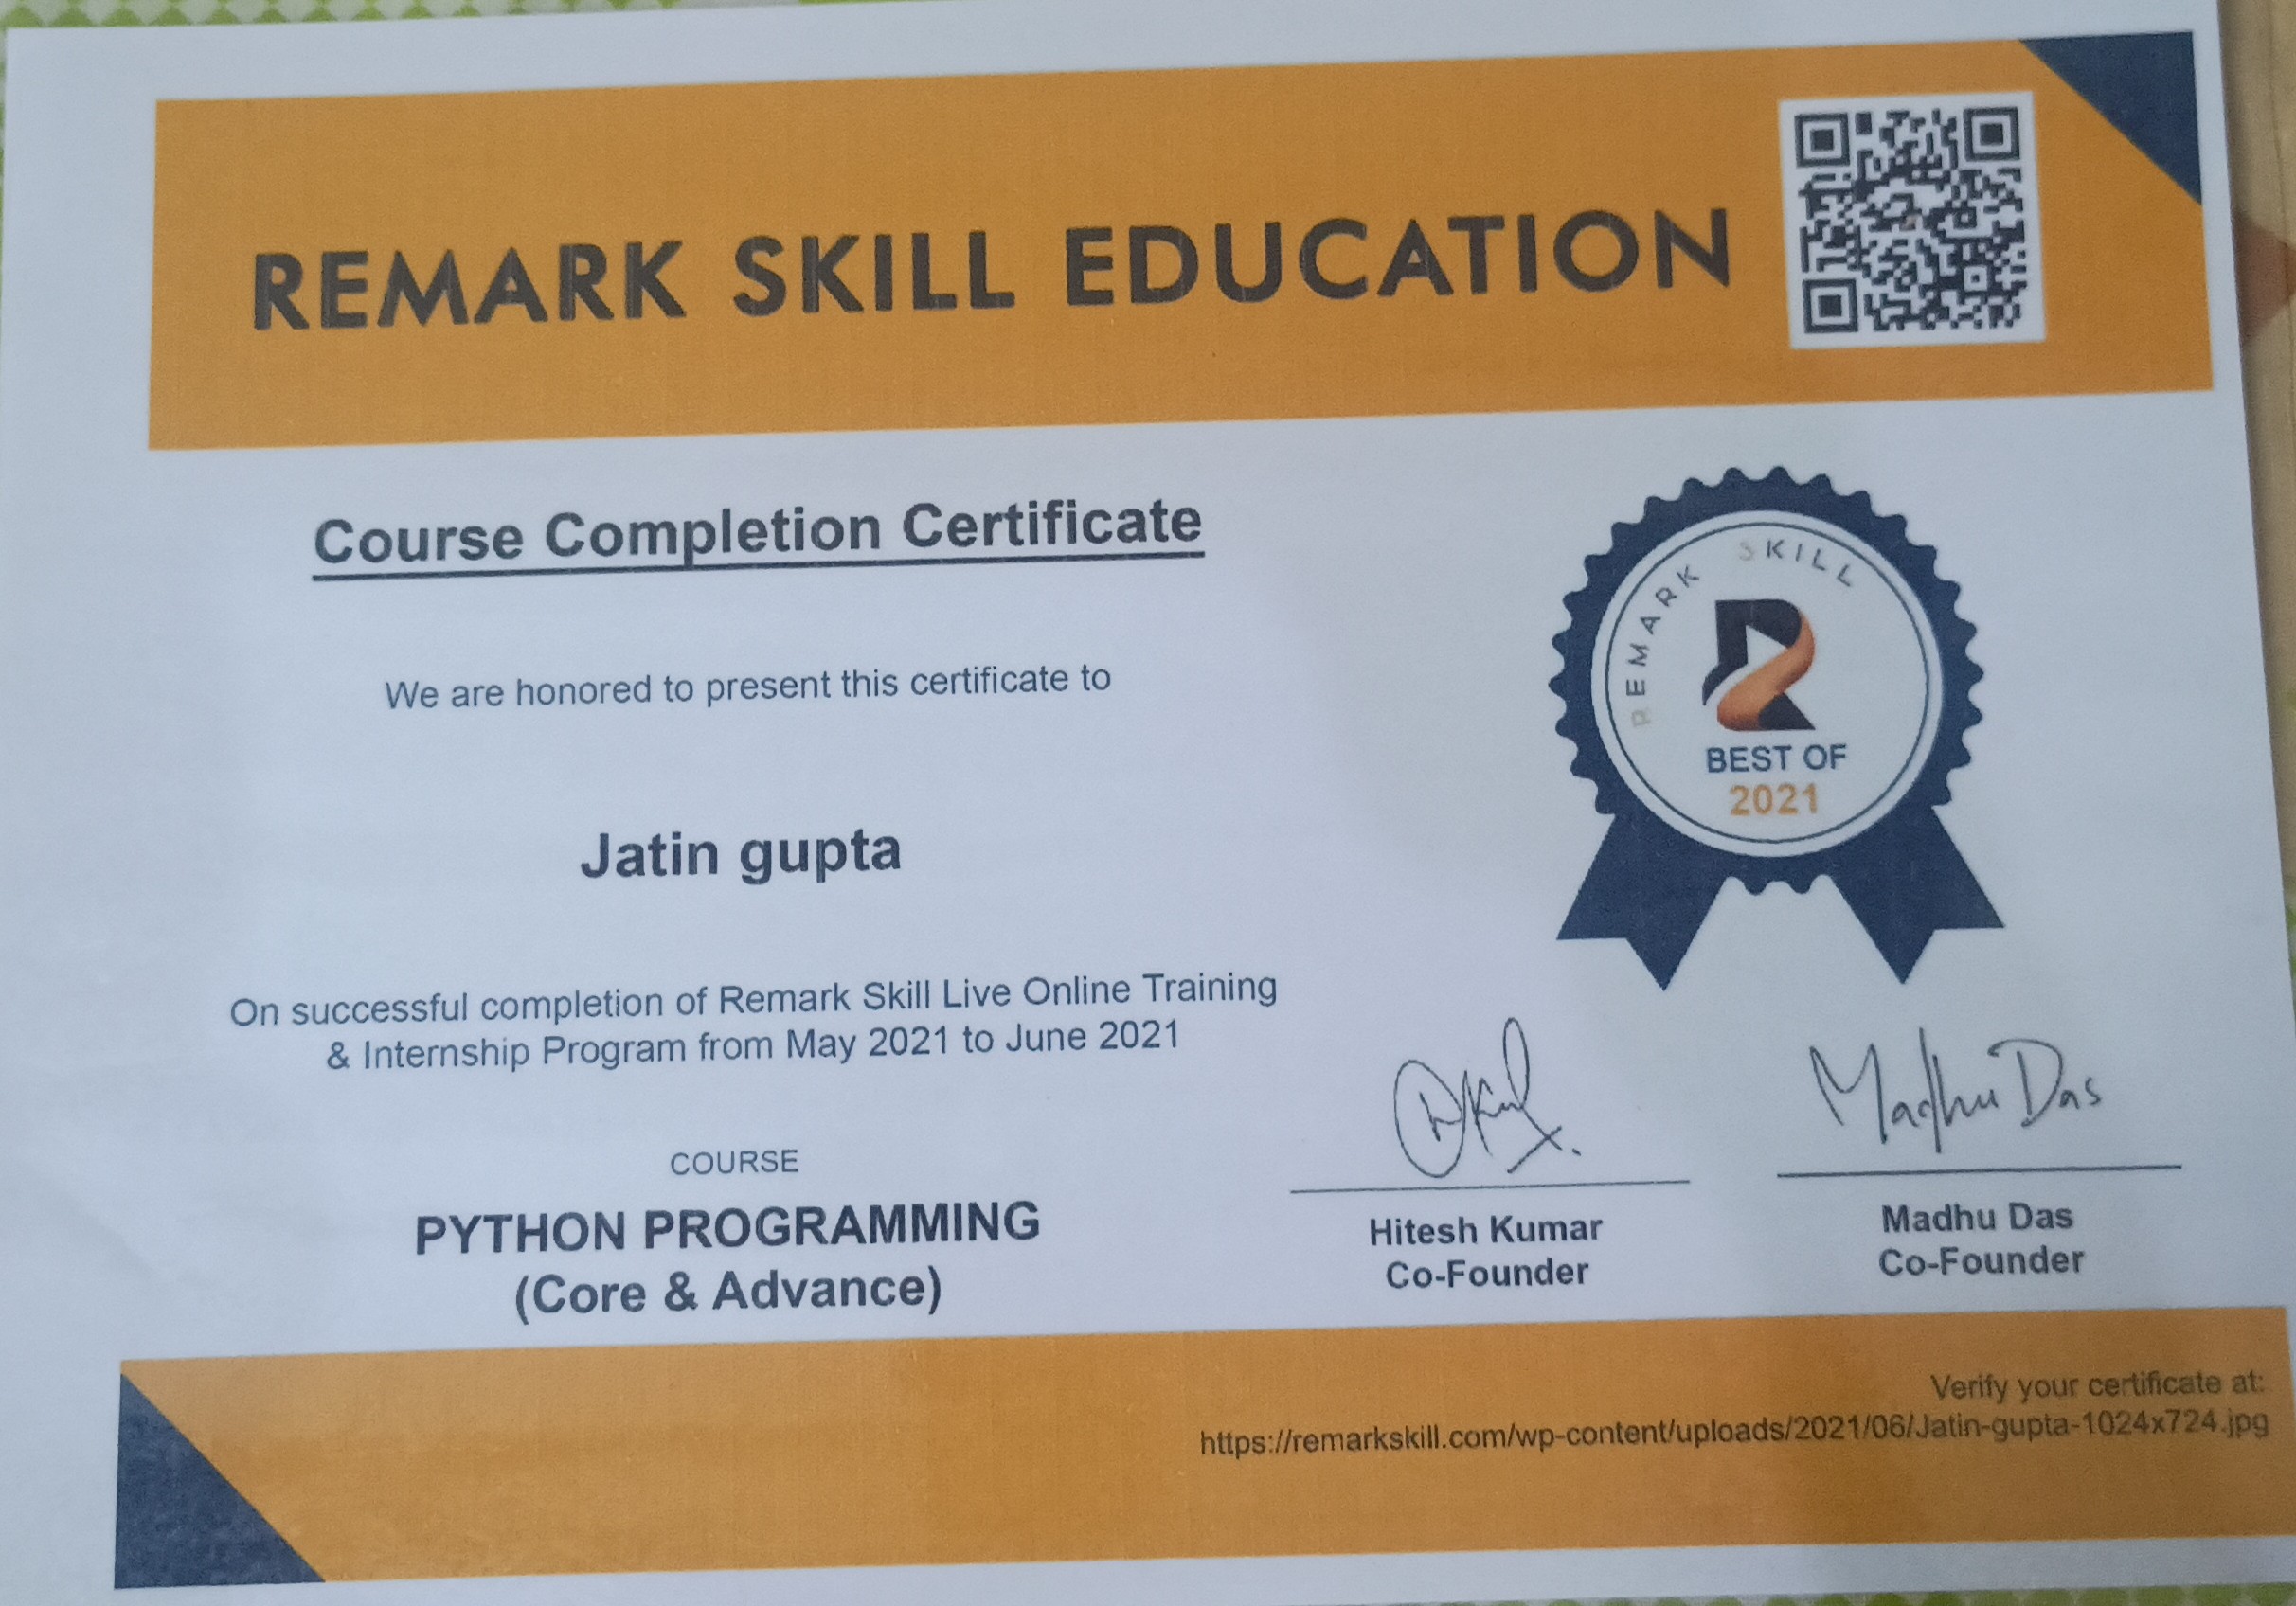 REMARK SKILL EDUCATION
Course Completion Certificate
We are honored to present this certificate to
Jatin gupta
On successful completion of Remark Skill Live Online Training
& Internship Program from May 2021 to June 2021
COURSE
PYTHON PROGRAMMING
(Core & Advance)
REMARK SKILL
BEST OF
2021
Madhu Das
Hitesh Kumar
Co-Founder
Madhu Das
Co-Founder
Verify your certificate at:
https://remarkskill.com/wp-content/uploads/2021/06/Jatin-gupta-1024x724.jpg